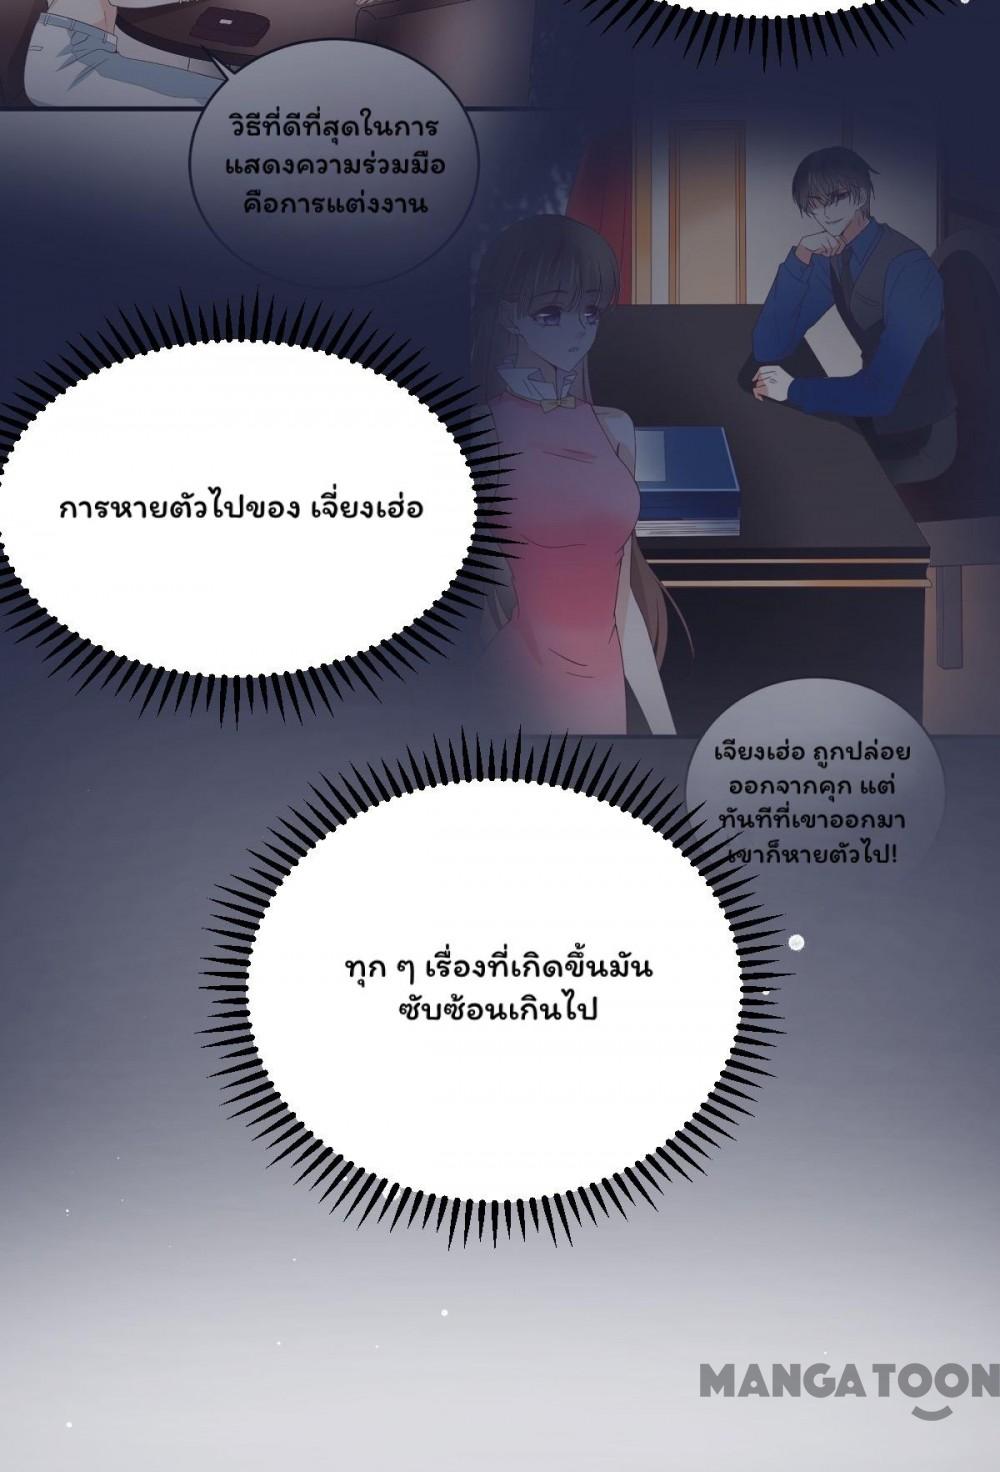 วิธีที่ดีที่สุดในการ
แสดงความร่วมมือ
คือการแต่งงาน
การหายตัวไปของ เจี่ยงเฮ่อ
เจียงเฮ่อ ถูกปล่อย
ออกจากคุก แต่
ทันทีที่เขาออกมา
เขาก็หายตัวไป!
ทุก ๆ เรื่องที่เกิดขึ้นมัน
ซับซ้อนเกินไป
MANGATOON